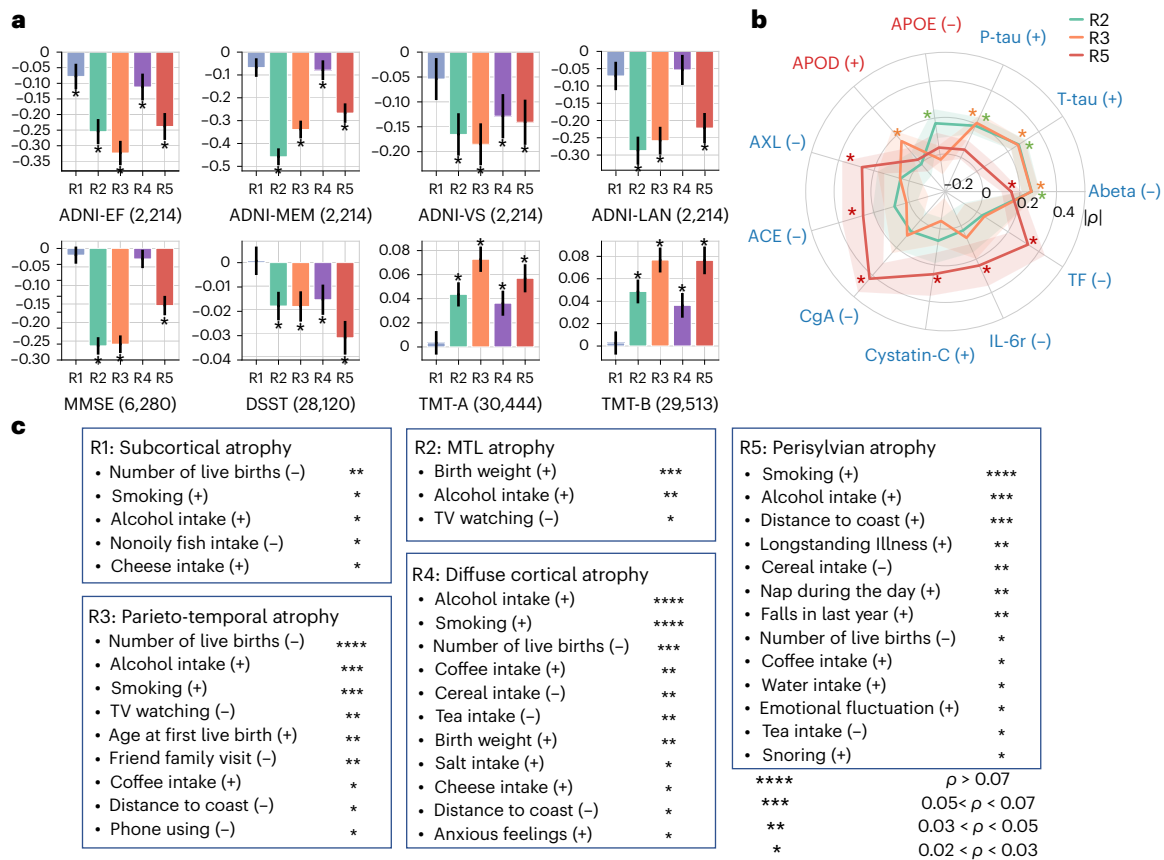 a
0
−0.05
−0.10
−0.15
−0.20
−0.25
−0.30
−0.35
*
*
*
*
*
R1 R2 R3 R4 R5
ADNI-EF (2,214)
0
−0.1
−0.2
−0.3
−0.4
−0.5
*
*
*
*
R1 R2 R3 R4 R5
ADNI-MEM (2,214)
0
−0.05
−0.10
−0.15
−0.20
*
*
*
*
R1 R2 R3 R4 R5
ADNI-VS (2,214)
0
−0.05
−0.10
−0.15
−0.20
−0.25
−0.30
*
*
*
R1 R2 R3 R4 R5
ADNI-LAN (2,214)
0
−0.05
−0.10
−0.15
−0.20
−0.25
−0.30
*
*
*
R1 R2 R3 R4 R5
MMSE (6,280)
0
−0.01
−0.02
−0.03
−0.04
*
*
*
*
R1 R2 R3 R4 R5
DSST (28,120)
0.08
0.06
0.04
0.02
0
*
*
*
*
R1 R2 R3 R4 R5
TMT-A (30,444)
0.08
0.06
0.04
0.02
0
*
*
*
*
R1 R2 R3 R4 R5
TMT-B (29,513)
b
R2
R3
R5
APOE (−)
P-tau (+)
T-tau (+)
Abeta (−)
TF (−)
IL-6r (−)
Cystatin-C (+)
CgA (−)
ACE (−)
AXL (−)
APOD (+)
−0.2 0 0.2 0.4
|ρ|
c
R1: Subcortical atrophy
• Number of live births (−) **
• Smoking (+) *
• Alcohol intake (+) *
• Nonoily fish intake (−) *
• Cheese intake (+) *
R3: Parieto-temporal atrophy
• Number of live births (−) ****
• Alcohol intake (+) ***
• Smoking (+) ***
• TV watching (−) **
• Age at first live birth (+) **
• Friend family visit (−) **
• Coffee intake (+) *
• Distance to coast (−) *
• Phone using (−) *
R2: MTL atrophy
• Birth weight (+) ***
• Alcohol intake (+) **
• TV watching (−) *
R4: Diffuse cortical atrophy
• Alcohol intake (+) ****
• Smoking (+) ****
• Number of live births (−) ***
• Coffee intake (+) **
• Cereal intake (−) **
• Tea intake (−) **
• Birth weight (+) **
• Salt intake (+) *
• Cheese intake (+) *
• Distance to coast (−) *
• Anxious feelings (+) *
R5: Perisylvian atrophy
• Smoking (+) ****
• Alcohol intake (+) ***
• Distance to coast (+) ***
• Longstanding Illness (+) **
• Cereal intake (−) **
• Nap during the day (+) **
• Falls in last year (+) **
• Number of live births (−) *
• Coffee intake (+) *
• Water intake (+) *
• Emotional fluctuation (+) *
• Tea intake (−) *
• Snoring (+) *
**** ρ > 0.07
*** 0.05< ρ < 0.07
** 0.03 < ρ < 0.05
* 0.02 < ρ < 0.03